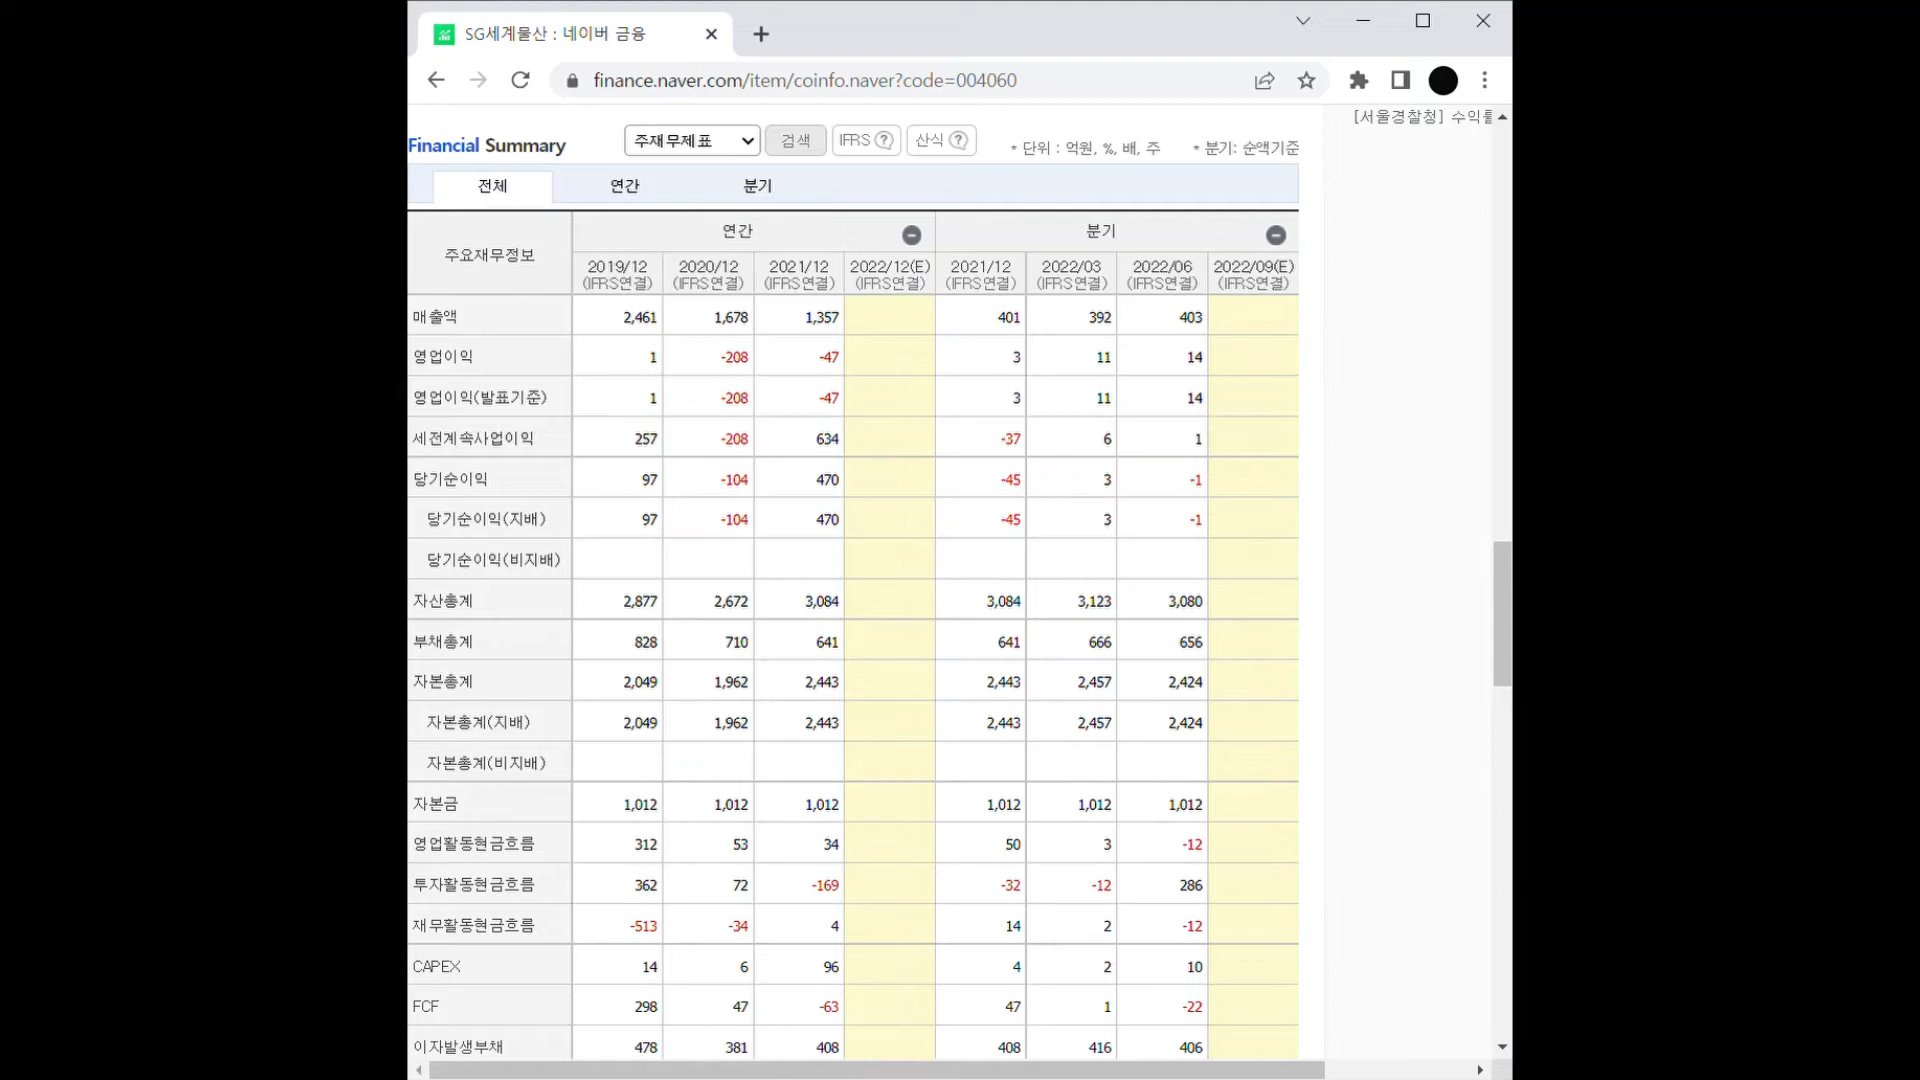 SG세계물산 : 네이버 금융
finance.naver.com/item/coinfo.naver?code=004060
[서울경찰청] 수익률
Financial Summary 주재무제표 검색 IFRS ? 산식 ? * 단위 : 억원, %, 배, 주 * 분기: 순액기준
전체 연간 분기
주요재무정보 연간 분기
2019/12 2020/12 2021/12 2022/12(E) 2021/12 2022/03 2022/06 2022/09(E)
(IFRS연결) (IFRS연결) (IFRS연결) (IFRS연결) (IFRS연결) (IFRS연결) (IFRS연결) (IFRS연결)
매출액 2,461 1,678 1,357 401 392 403
영업이익 1 -208 -47 3 11 14
영업이익(발표기준) 1 -208 -47 3 11 14
세전계속사업이익 257 -208 634 -37 6 1
당기순이익 97 -104 470 -45 3 -1
당기순이익(지배) 97 -104 470 -45 3 -1
당기순이익(비지배)
자산총계 2,877 2,672 3,084 3,084 3,123 3,080
부채총계 828 710 641 641 666 656
자본총계 2,049 1,962 2,443 2,443 2,457 2,424
자본총계(지배) 2,049 1,962 2,443 2,443 2,457 2,424
자본총계(비지배)
자본금 1,012 1,012 1,012 1,012 1,012 1,012
영업활동현금흐름 312 53 34 50 3 -12
투자활동현금흐름 362 72 -169 -32 -12 286
재무활동현금흐름 -513 -34 4 14 2 -12
CAPEX 14 6 96 4 2 10
FCF 298 47 -63 47 1 -22
이자발생부채 478 381 408 408 416 406